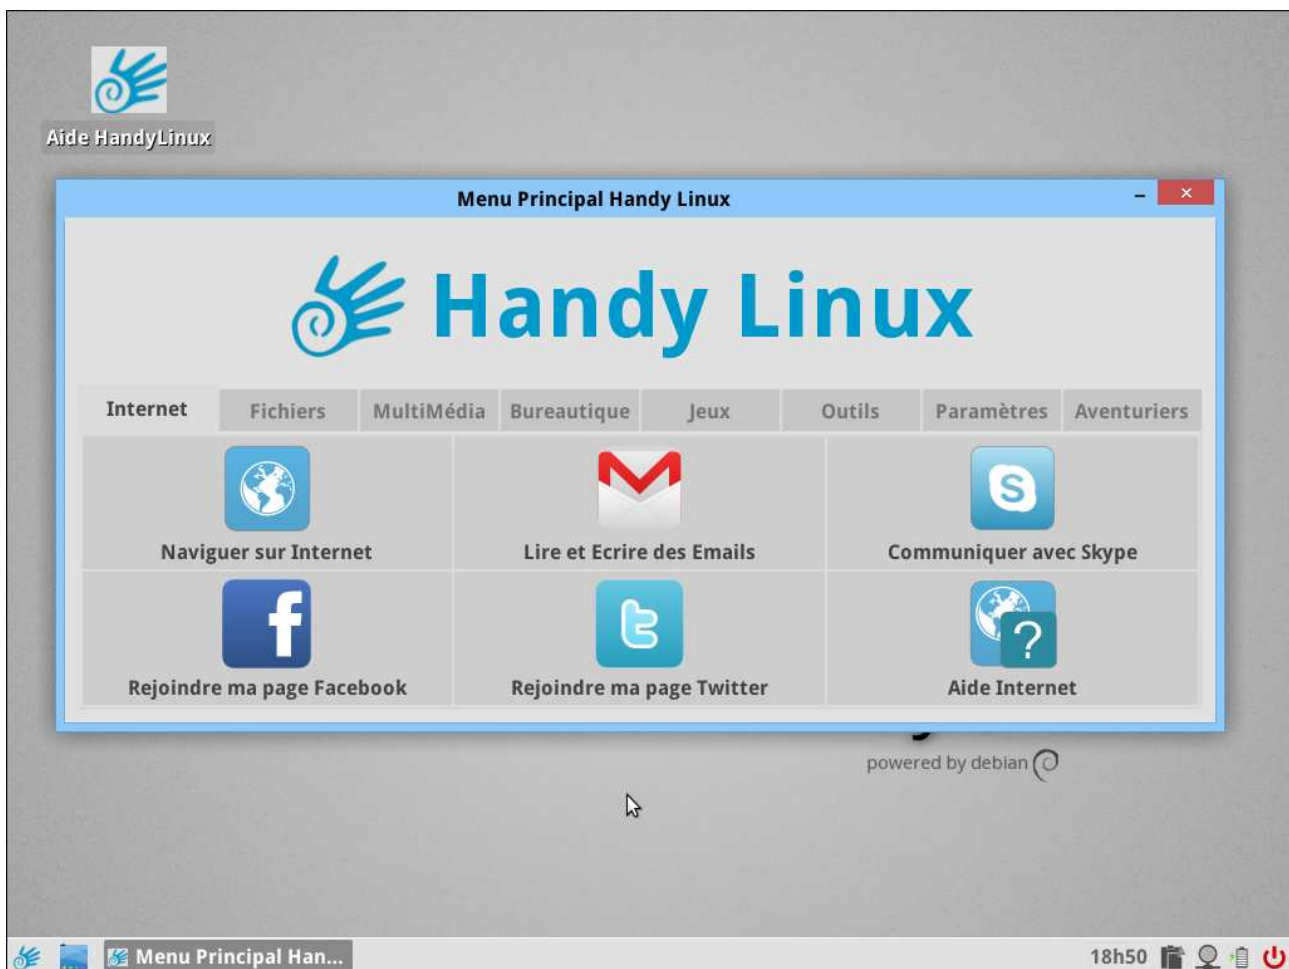 Aide HandyLinux
Menu Principal Handy Linux
Handy Linux
Internet Fichiers MultiMédia Bureautique Jeux Outils Paramètres Aventuriers
Naviguer sur Internet Lire et Ecrire des Emails Communiquer avec Skype
Rejoindre ma page Facebook Rejoindre ma page Twitter Aide Internet
powered by debian
Menu Principal Han... 18h50